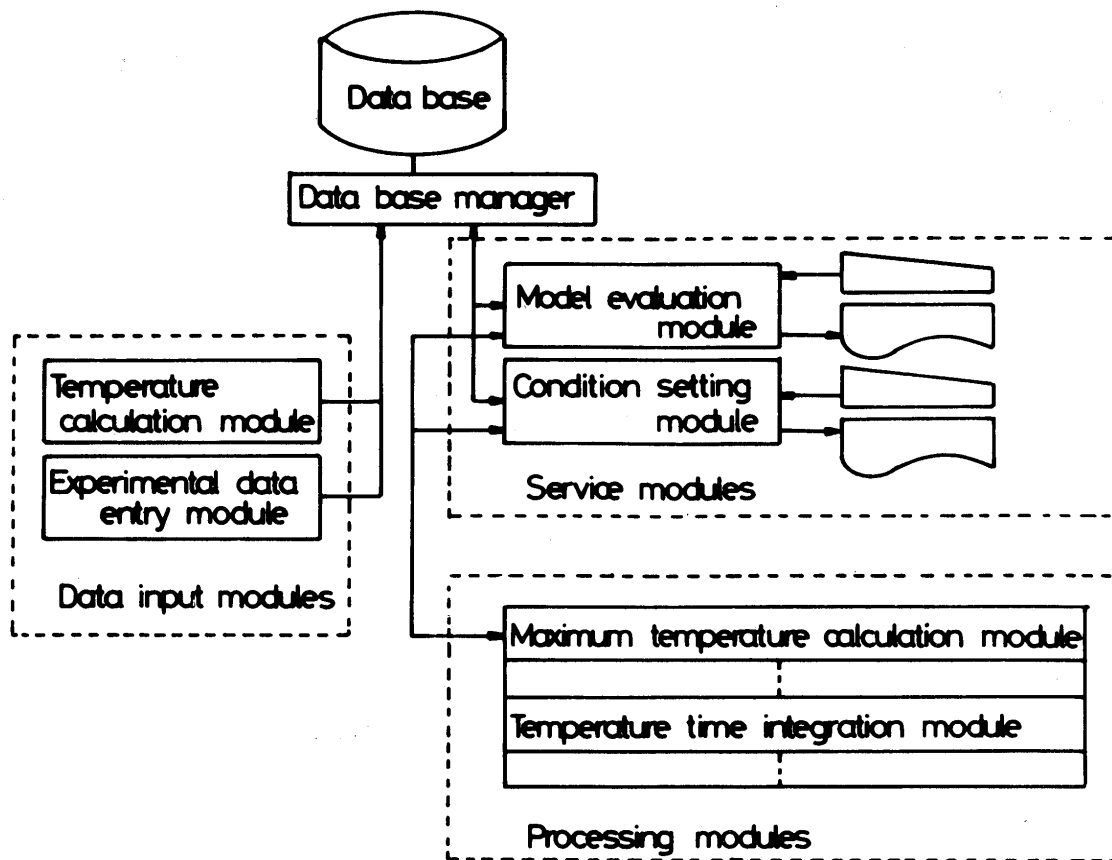 Data base
Data base manager
Model evaluation
module
Condition setting
module
Service modules
Temperature
calculation module
Experimental data
entry module
Data input modules
Maximum temperature calculation module
Temperature time integration module
Processing modules